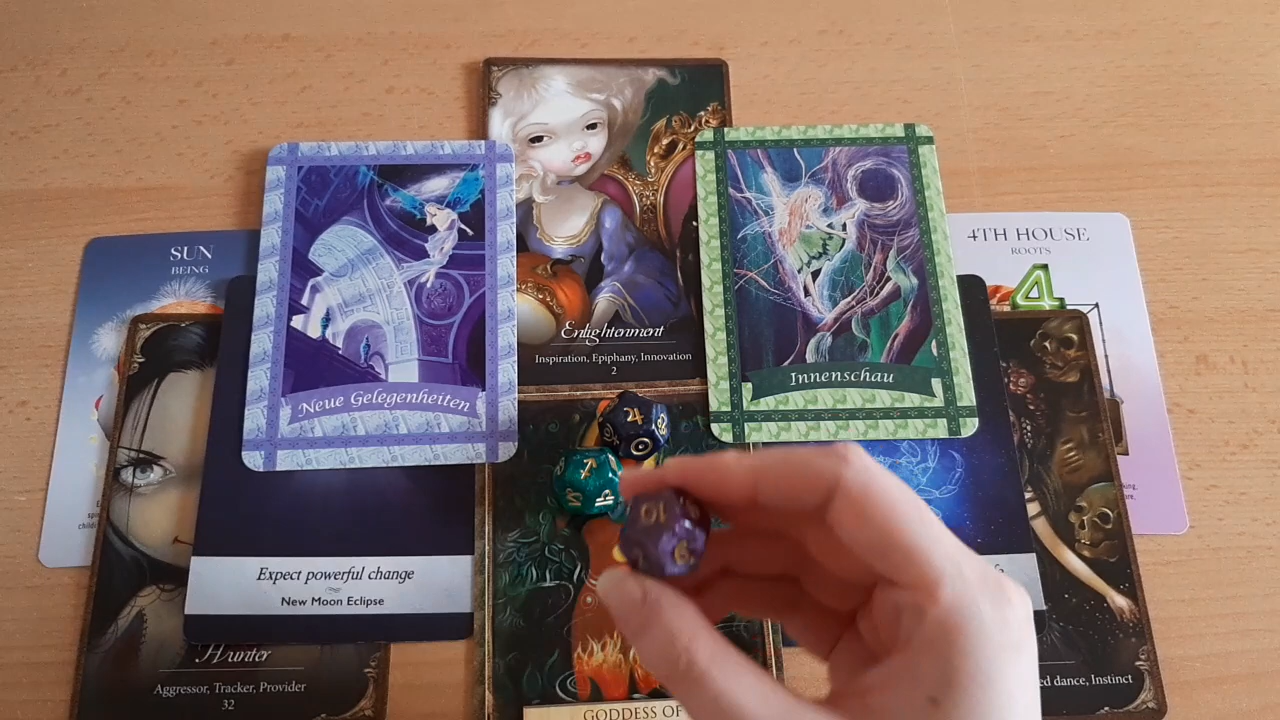 SUN
BEING
4TH HOUSE
ROOTS
4
Enlightenment
Inspiration, Epiphany, Innovation
2
Neue Gelegenheiten
Innenschau
10
Expect powerful change
New Moon Eclipse
Hunter
Aggressor, Tracker, Provider
32
dance, Instinct
GODDESS OF